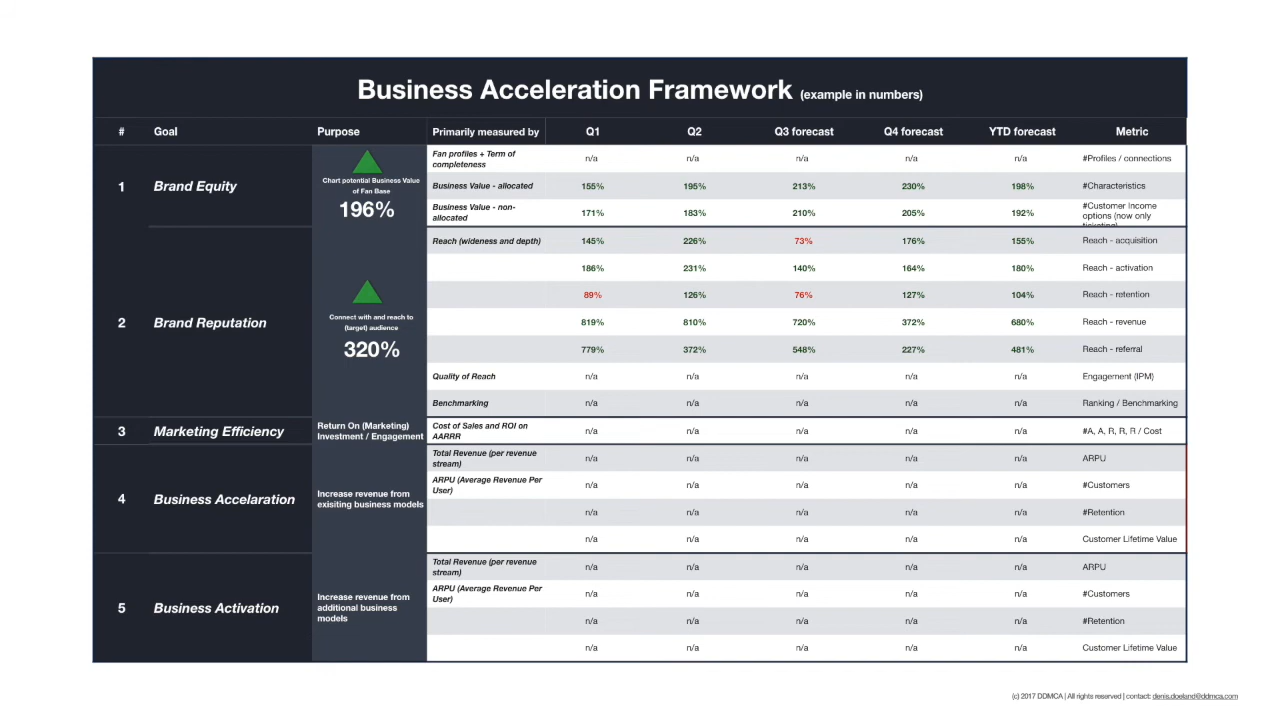 Business Acceleration Framework (example in numbers)
# Goal Purpose Primarily measured by Q1 Q2 Q3 forecast Q4 forecast YTD forecast Metric
1 Brand Equity
Chart potential Business Value
of Fan Base
196%
Fan profiles + Term of
completeness
n/a n/a n/a n/a n/a #Profiles / connections
Business Value - allocated 155% 195% 213% 230% 198% #Characteristics
Business Value - non-
allocated
171% 183% 210% 205% 192% #Customer Income
options (now only
ticketing)
2 Brand Reputation
Connect with and reach to
(target) audience
320%
Reach (wideness and depth) 145% 226% 73% 176% 155% Reach - acquisition
186% 231% 140% 164% 180% Reach - activation
89% 126% 76% 127% 104% Reach - retention
819% 810% 720% 372% 680% Reach - revenue
779% 372% 548% 227% 481% Reach - referral
Quality of Reach n/a n/a n/a n/a n/a Engagement (IPM)
Benchmarking n/a n/a n/a n/a n/a Ranking / Benchmarking
3 Marketing Efficiency
Return On (Marketing)
Investment / Engagement
Cost of Sales and ROI on
AARRR
n/a n/a n/a n/a n/a #A, A, R, R, R / Cost
4 Business Accelaration
Increase revenue from
exisiting business models
Total Revenue (per revenue
stream)
n/a n/a n/a n/a n/a ARPU
ARPU (Average Revenue Per
User)
n/a n/a n/a n/a n/a #Customers
n/a n/a n/a n/a n/a #Retention
n/a n/a n/a n/a n/a Customer Lifetime Value
5 Business Activation
Increase revenue from
additional business
models
Total Revenue (per revenue
stream)
n/a n/a n/a n/a n/a ARPU
ARPU (Average Revenue Per
User)
n/a n/a n/a n/a n/a #Customers
n/a n/a n/a n/a n/a #Retention
n/a n/a n/a n/a n/a Customer Lifetime Value
(c) 2017 DDMCA | All rights reserved | contact: denis.doeland@ddmca.com